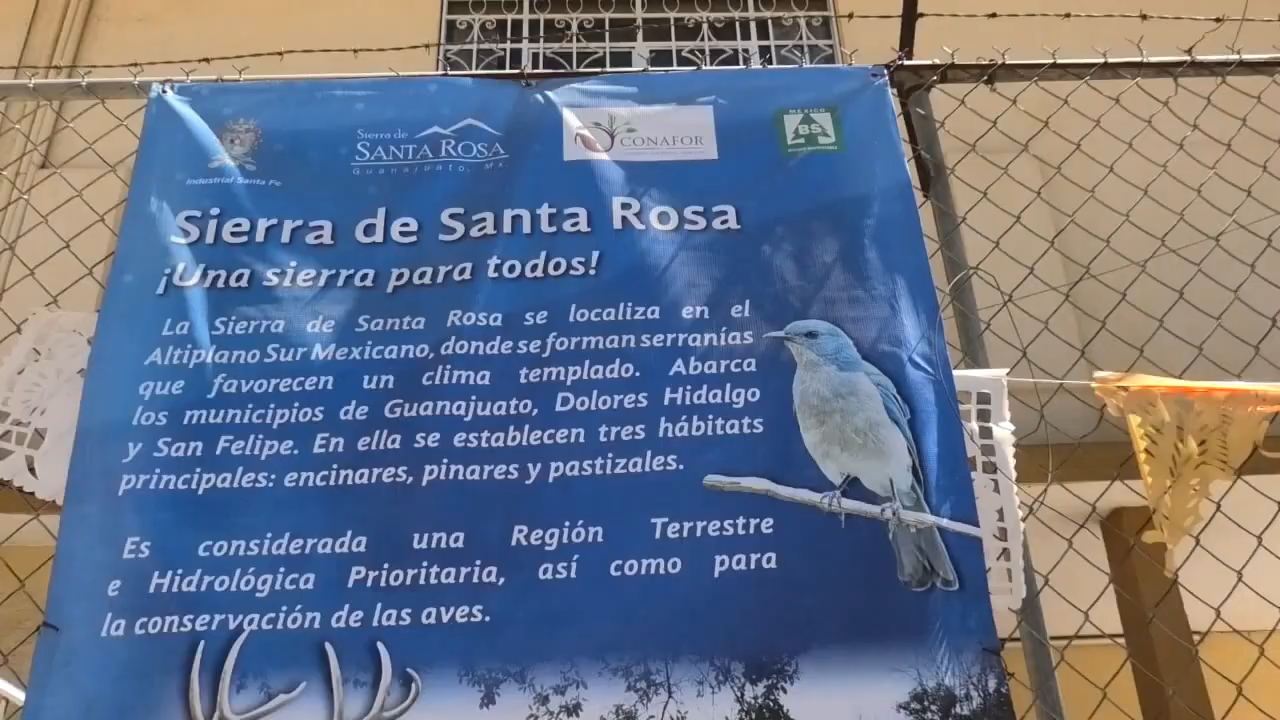 Industrial Santa Fe
Sierra de
SANTA ROSA
Guanajuato, Mx
CONAFOR
MEXICO
BS
Sierra de Santa Rosa
¡Una sierra para todos!
La Sierra de Santa Rosa se localiza en el
Altiplano Sur Mexicano, donde se forman serranías
que favorecen un clima templado. Abarca
los municipios de Guanajuato, Dolores Hidalgo
y San Felipe. En ella se establecen tres hábitats
principales: encinares, pinares y pastizales.
Es considerada una Región Terrestre
e Hidrológica Prioritaria, así como para
la conservación de las aves.